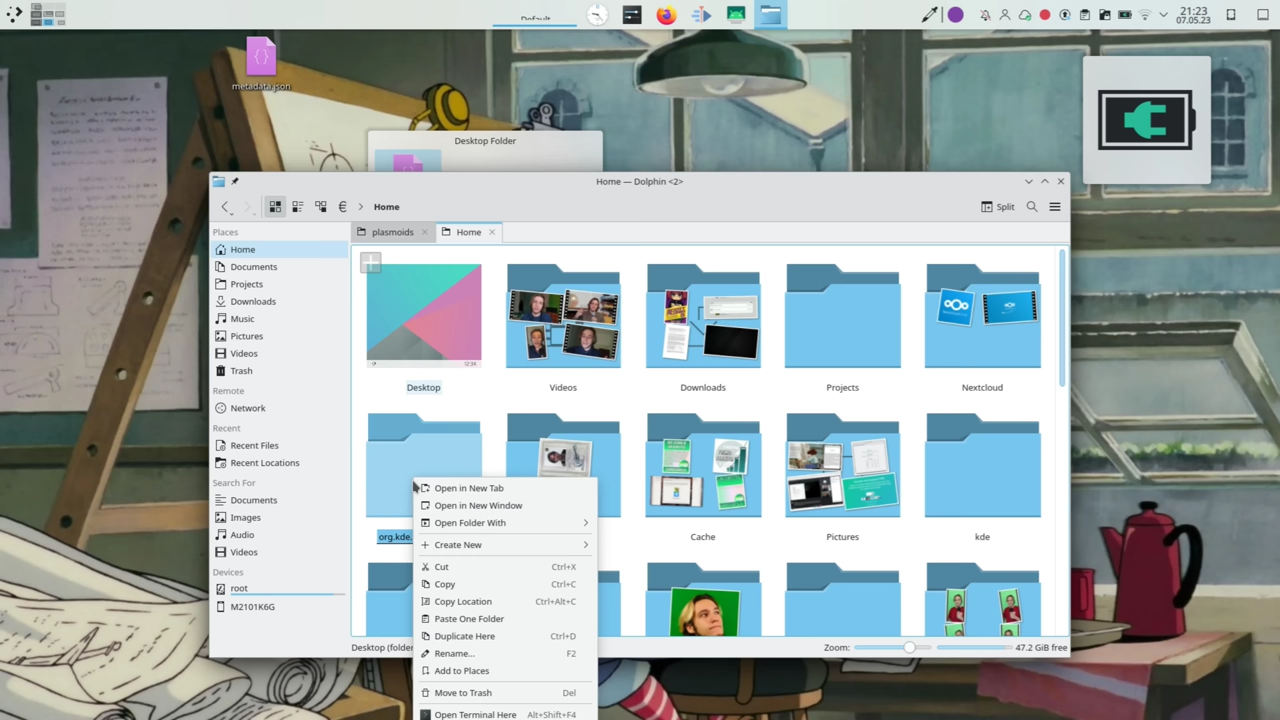 Default
21:23
07.05.23
metadata.json
Desktop Folder
Home — Dolphin <2>
Home
Split
Places
plasmoids
Home
Home
Documents
Projects
Downloads
Music
Pictures
Videos
Trash
Remote
Network
Recent
Recent Files
Recent Locations
Search For
Documents
Images
Audio
Videos
Devices
root
M2101K6G
Desktop
Videos
Downloads
Projects
Nextcloud
org.kde.
Cache
Pictures
kde
Open in New Tab
Open in New Window
Open Folder With
Create New
Cut Ctrl+X
Copy Ctrl+C
Copy Location Ctrl+Alt+C
Paste One Folder
Duplicate Here Ctrl+D
Rename... F2
Add to Places
Move to Trash Del
Open Terminal Here Alt+Shift+F4
Desktop (folder
Zoom:
47.2 GiB free